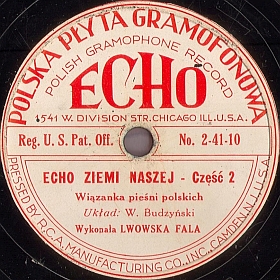 POLSKA PŁYTA GRAMOFONOWA
POLISH GRAMOPHONE RECORD
ECHO
1541 W. DIVISION STR. CHICAGO ILL. U.S.A.
Reg. U. S. Pat. Off. No. 2-41-10
ECHO ZIEMI NASZEJ - Część 2
Wiązanka pieśni polskich
Układ: W. Budzyński
Wykonała LWOWSKA FALA
PRESSED BY R.C.A. MANUFACTURING CO., INC. CAMDEN, N.J. U.S.A.